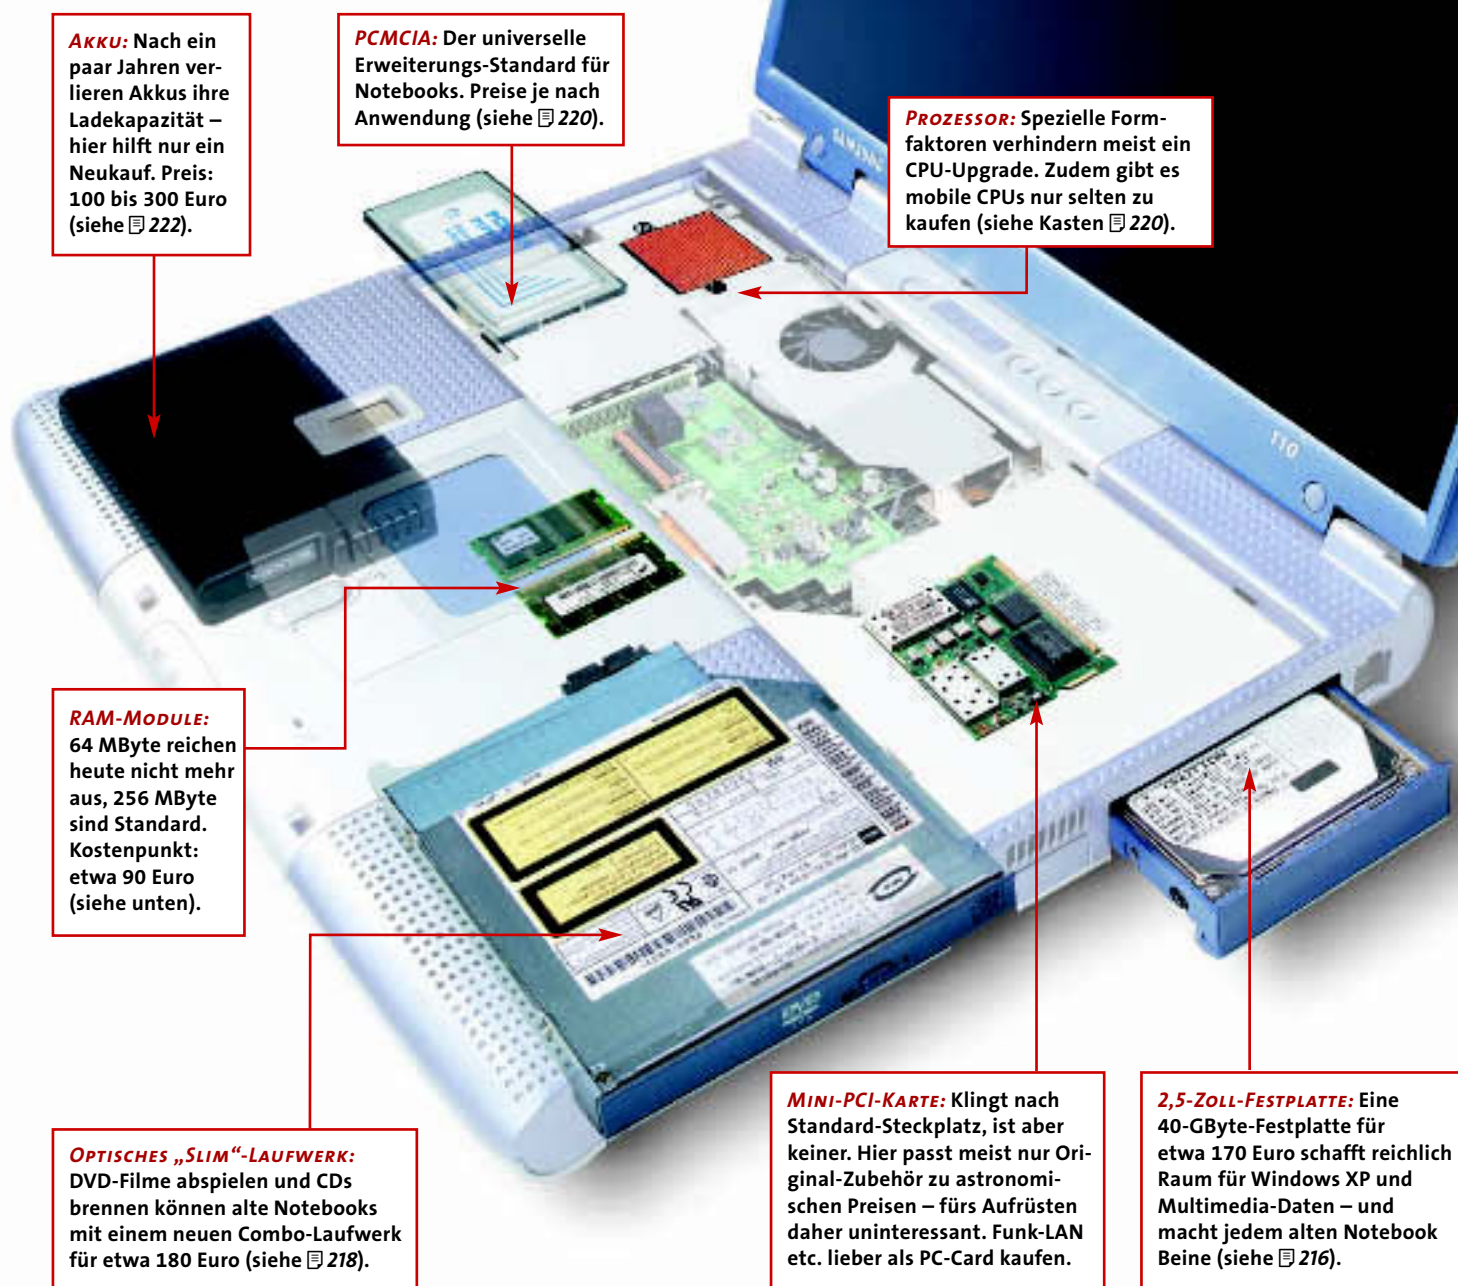 AKKU: Nach ein
paar Jahren ver-
lieren Akkus ihre
Ladekapazität –
hier hilft nur ein
Neukauf. Preis:
100 bis 300 Euro
(siehe 222).
PCMCIA: Der universelle
Erweiterungs-Standard für
Notebooks. Preise je nach
Anwendung (siehe 220).
PROZESSOR: Spezielle Form-
faktoren verhindern meist ein
CPU-Upgrade. Zudem gibt es
mobile CPUs nur selten zu
kaufen (siehe Kasten 220).
SAMSUNG
T10
RAM-MODULE:
64 MByte reichen
heute nicht mehr
aus, 256 MByte
sind Standard.
Kostenpunkt:
etwa 90 Euro
(siehe unten).
DVD
OPTISCHES „SLIM“-LAUFWERK:
DVD-Filme abspielen und CDs
brennen können alte Notebooks
mit einem neuen Combo-Laufwerk
für etwa 180 Euro (siehe 218).
MINI-PCI-KARTE: Klingt nach
Standard-Steckplatz, ist aber
keiner. Hier passt meist nur Ori-
ginal-Zubehör zu astronomi-
schen Preisen – fürs Aufrüsten
daher uninteressant. Funk-LAN
etc. lieber als PC-Card kaufen.
2,5-ZOLL-FESTPLATTE: Eine
40-GByte-Festplatte für
etwa 170 Euro schafft reichlich
Raum für Windows XP und
Multimedia-Daten – und
macht jedem alten Notebook
Beine (siehe 216).